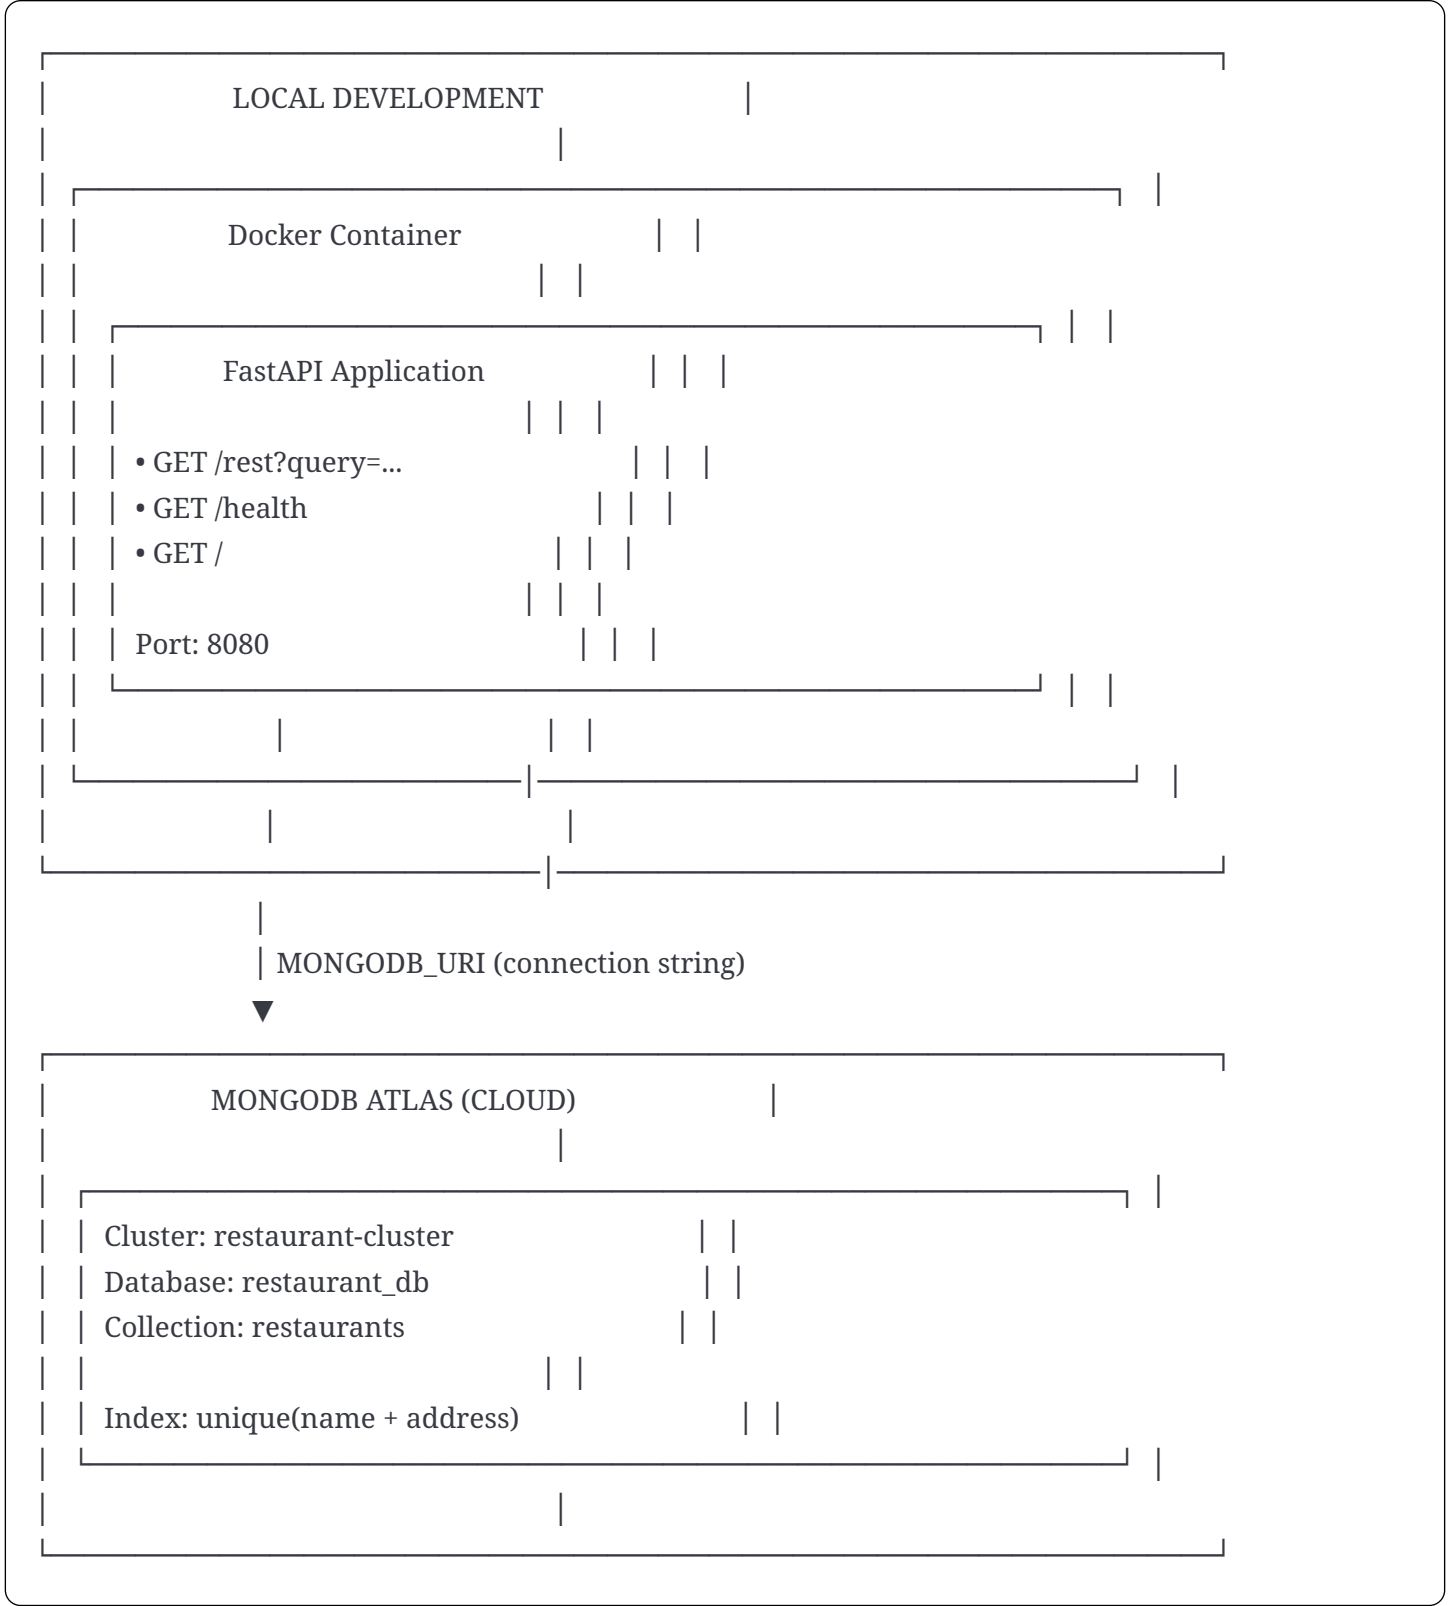 LOCAL DEVELOPMENT
Docker Container
FastAPI Application
• GET /rest?query=...
• GET /health
• GET /
Port: 8080
MONGODB_URI (connection string)
▼
MONGODB ATLAS (CLOUD)
Cluster: restaurant-cluster
Database: restaurant_db
Collection: restaurants
Index: unique(name + address)